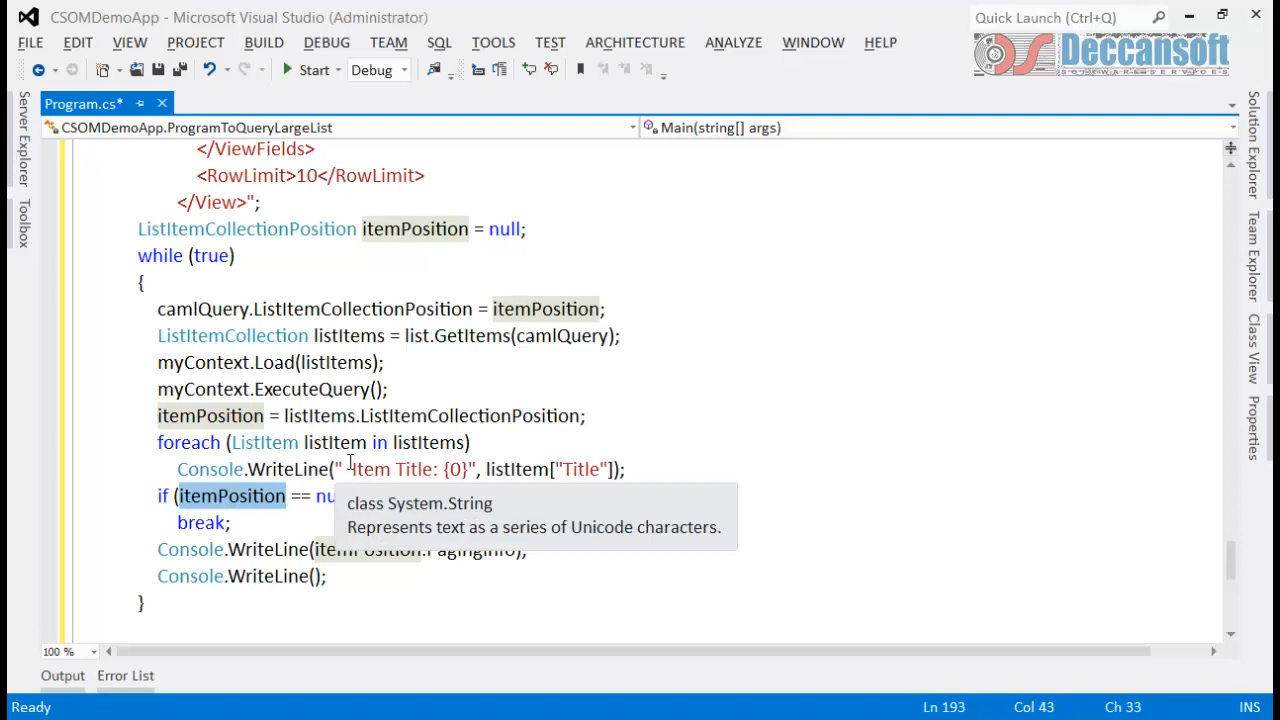 CSOMDemoApp - Microsoft Visual Studio (Administrator)
Quick Launch (Ctrl+Q)
FILE EDIT VIEW PROJECT BUILD DEBUG TEAM SQL TOOLS TEST ARCHITECTURE ANALYZE WINDOW HELP
Deccansoft
SOFTWARE SERVICES
Start Debug
Program.cs*
CSOMDemoApp.ProgramToQueryLargeList
Main(string[] args)
Server Explorer
Toolbox
Solution Explorer
Team Explorer
Class View
Properties
</ViewFields>
<RowLimit>10</RowLimit>
</View>";
ListItemCollectionPosition itemPosition = null;
while (true)
{
camlQuery.ListItemCollectionPosition = itemPosition;
ListItemCollection listItems = list.GetItems(camlQuery);
myContext.Load(listItems);
myContext.ExecuteQuery();
itemPosition = listItems.ListItemCollectionPosition;
foreach (ListItem listItem in listItems)
Console.WriteLine(" Item Title: {0}", listItem["Title"]);
if (itemPosition == nu
class System.String
Represents text as a series of Unicode characters.
break;
Console.WriteLine(itemPosition.PagingInfo);
Console.WriteLine();
}
100 %
Output Error List
Ready Ln 193 Col 43 Ch 33 INS